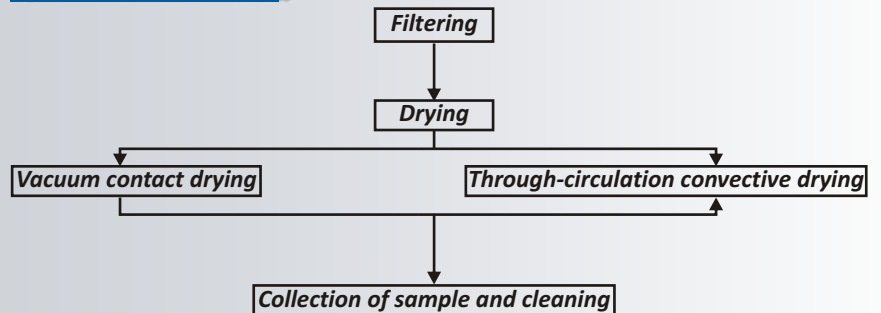 Filtering
Drying
Vacuum contact drying
Through-circulation convective drying
Collection of sample and cleaning